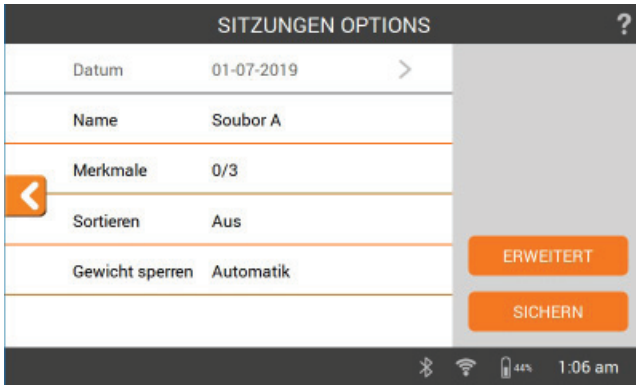 SITZUNGEN OPTIONS ?
Datum 01-07-2019
Name Soubor A
Merkmale 0/3
Sortieren Aus
Gewicht sperren Automatik
ERWEITERT
SICHERN
44% 1:06 am